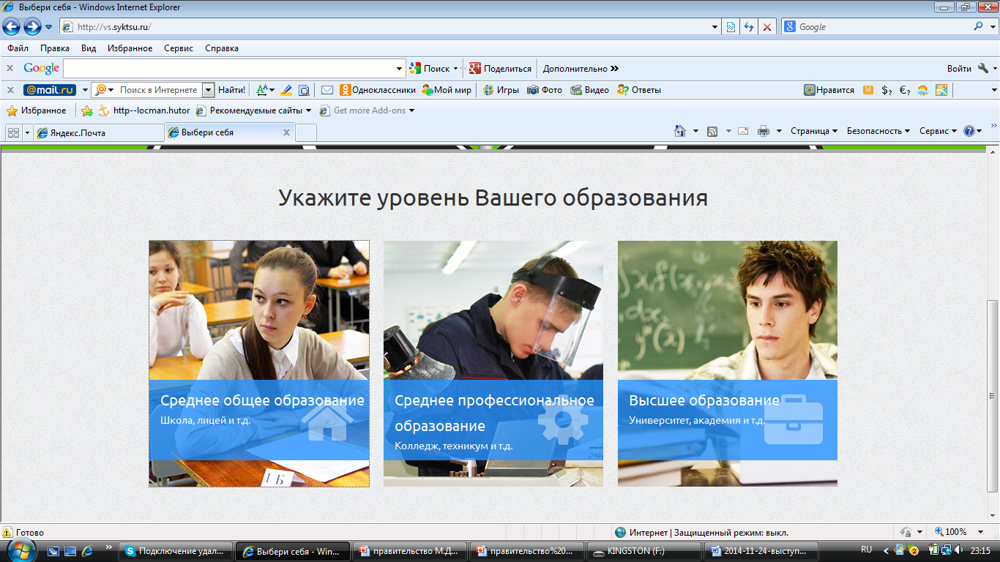 Выбери себя - Windows Internet Explorer
http://vs.syktsu.ru/
Google
Файл Правка Вид Избранное Сервис Справка
Google Поиск Поделиться Дополнительно Войти
@mail.ru Поиск в Интернете Найти! Одноклассники Мой мир Игры Фото Видео Ответы Нравится
Избранное http--locman.hutor Рекомендуемые сайты Get more Add-ons
Яндекс.Почта Выбери себя Страница Безопасность Сервис
Укажите уровень Вашего образования
Среднее общее образование
Школа, лицей и т.д.
1 Б
Среднее профессиональное
образование
Колледж, техникум и т.д.
Высшее образование
Университет, академия и т.д.
Готово Интернет | Защищенный режим: выкл. 100%
Подключение удал... Выбери себя - Win... правительство М.Д... правительство%20... KINGSTON (F:) 2014-11-24-выступ... RU 23:15